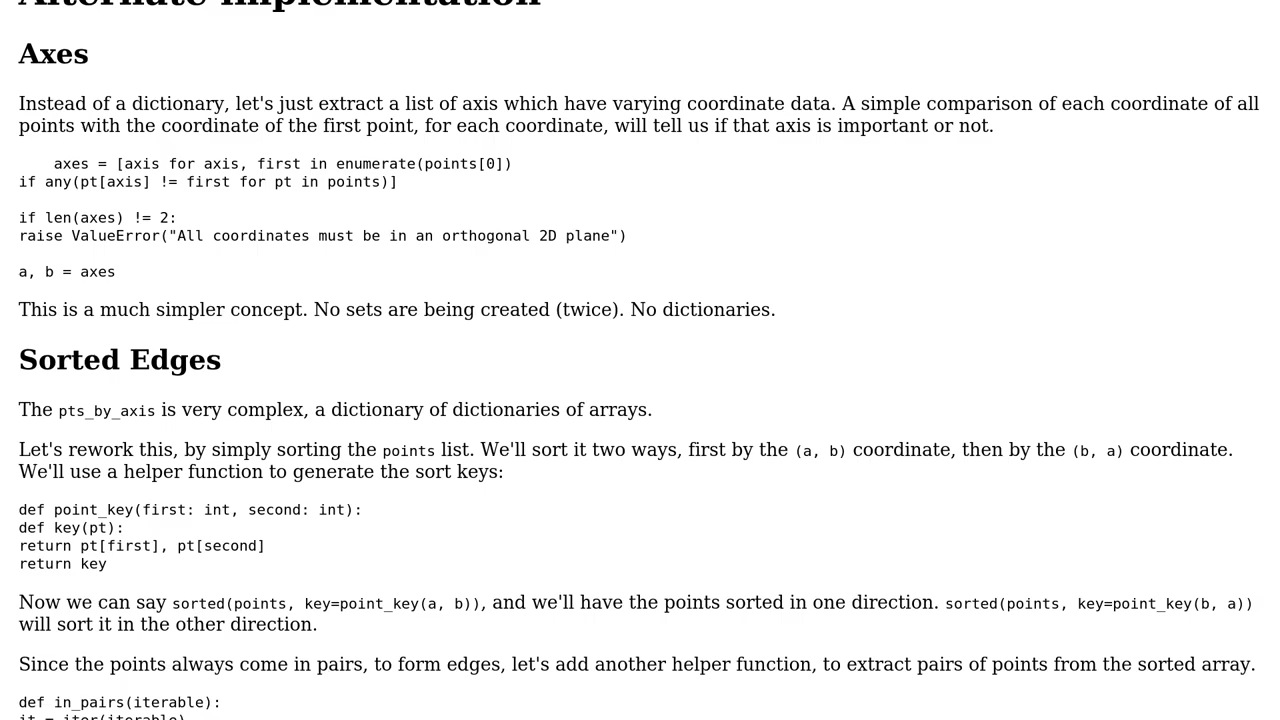 Alternate Implementation
Axes
Instead of a dictionary, let's just extract a list of axis which have varying coordinate data. A simple comparison of each coordinate of all
points with the coordinate of the first point, for each coordinate, will tell us if that axis is important or not.
    axes = [axis for axis, first in enumerate(points[0])
if any(pt[axis] != first for pt in points)]
if len(axes) != 2:
raise ValueError("All coordinates must be in an orthogonal 2D plane")
a, b = axes
This is a much simpler concept. No sets are being created (twice). No dictionaries.
Sorted Edges
The pts_by_axis is very complex, a dictionary of dictionaries of arrays.
Let's rework this, by simply sorting the points list. We'll sort it two ways, first by the (a, b) coordinate, then by the (b, a) coordinate.
We'll use a helper function to generate the sort keys:
def point_key(first: int, second: int):
def key(pt):
return pt[first], pt[second]
return key
Now we can say sorted(points, key=point_key(a, b)), and we'll have the points sorted in one direction. sorted(points, key=point_key(b, a))
will sort it in the other direction.
Since the points always come in pairs, to form edges, let's add another helper function, to extract pairs of points from the sorted array.
def in_pairs(iterable):
it = iter(iterable)